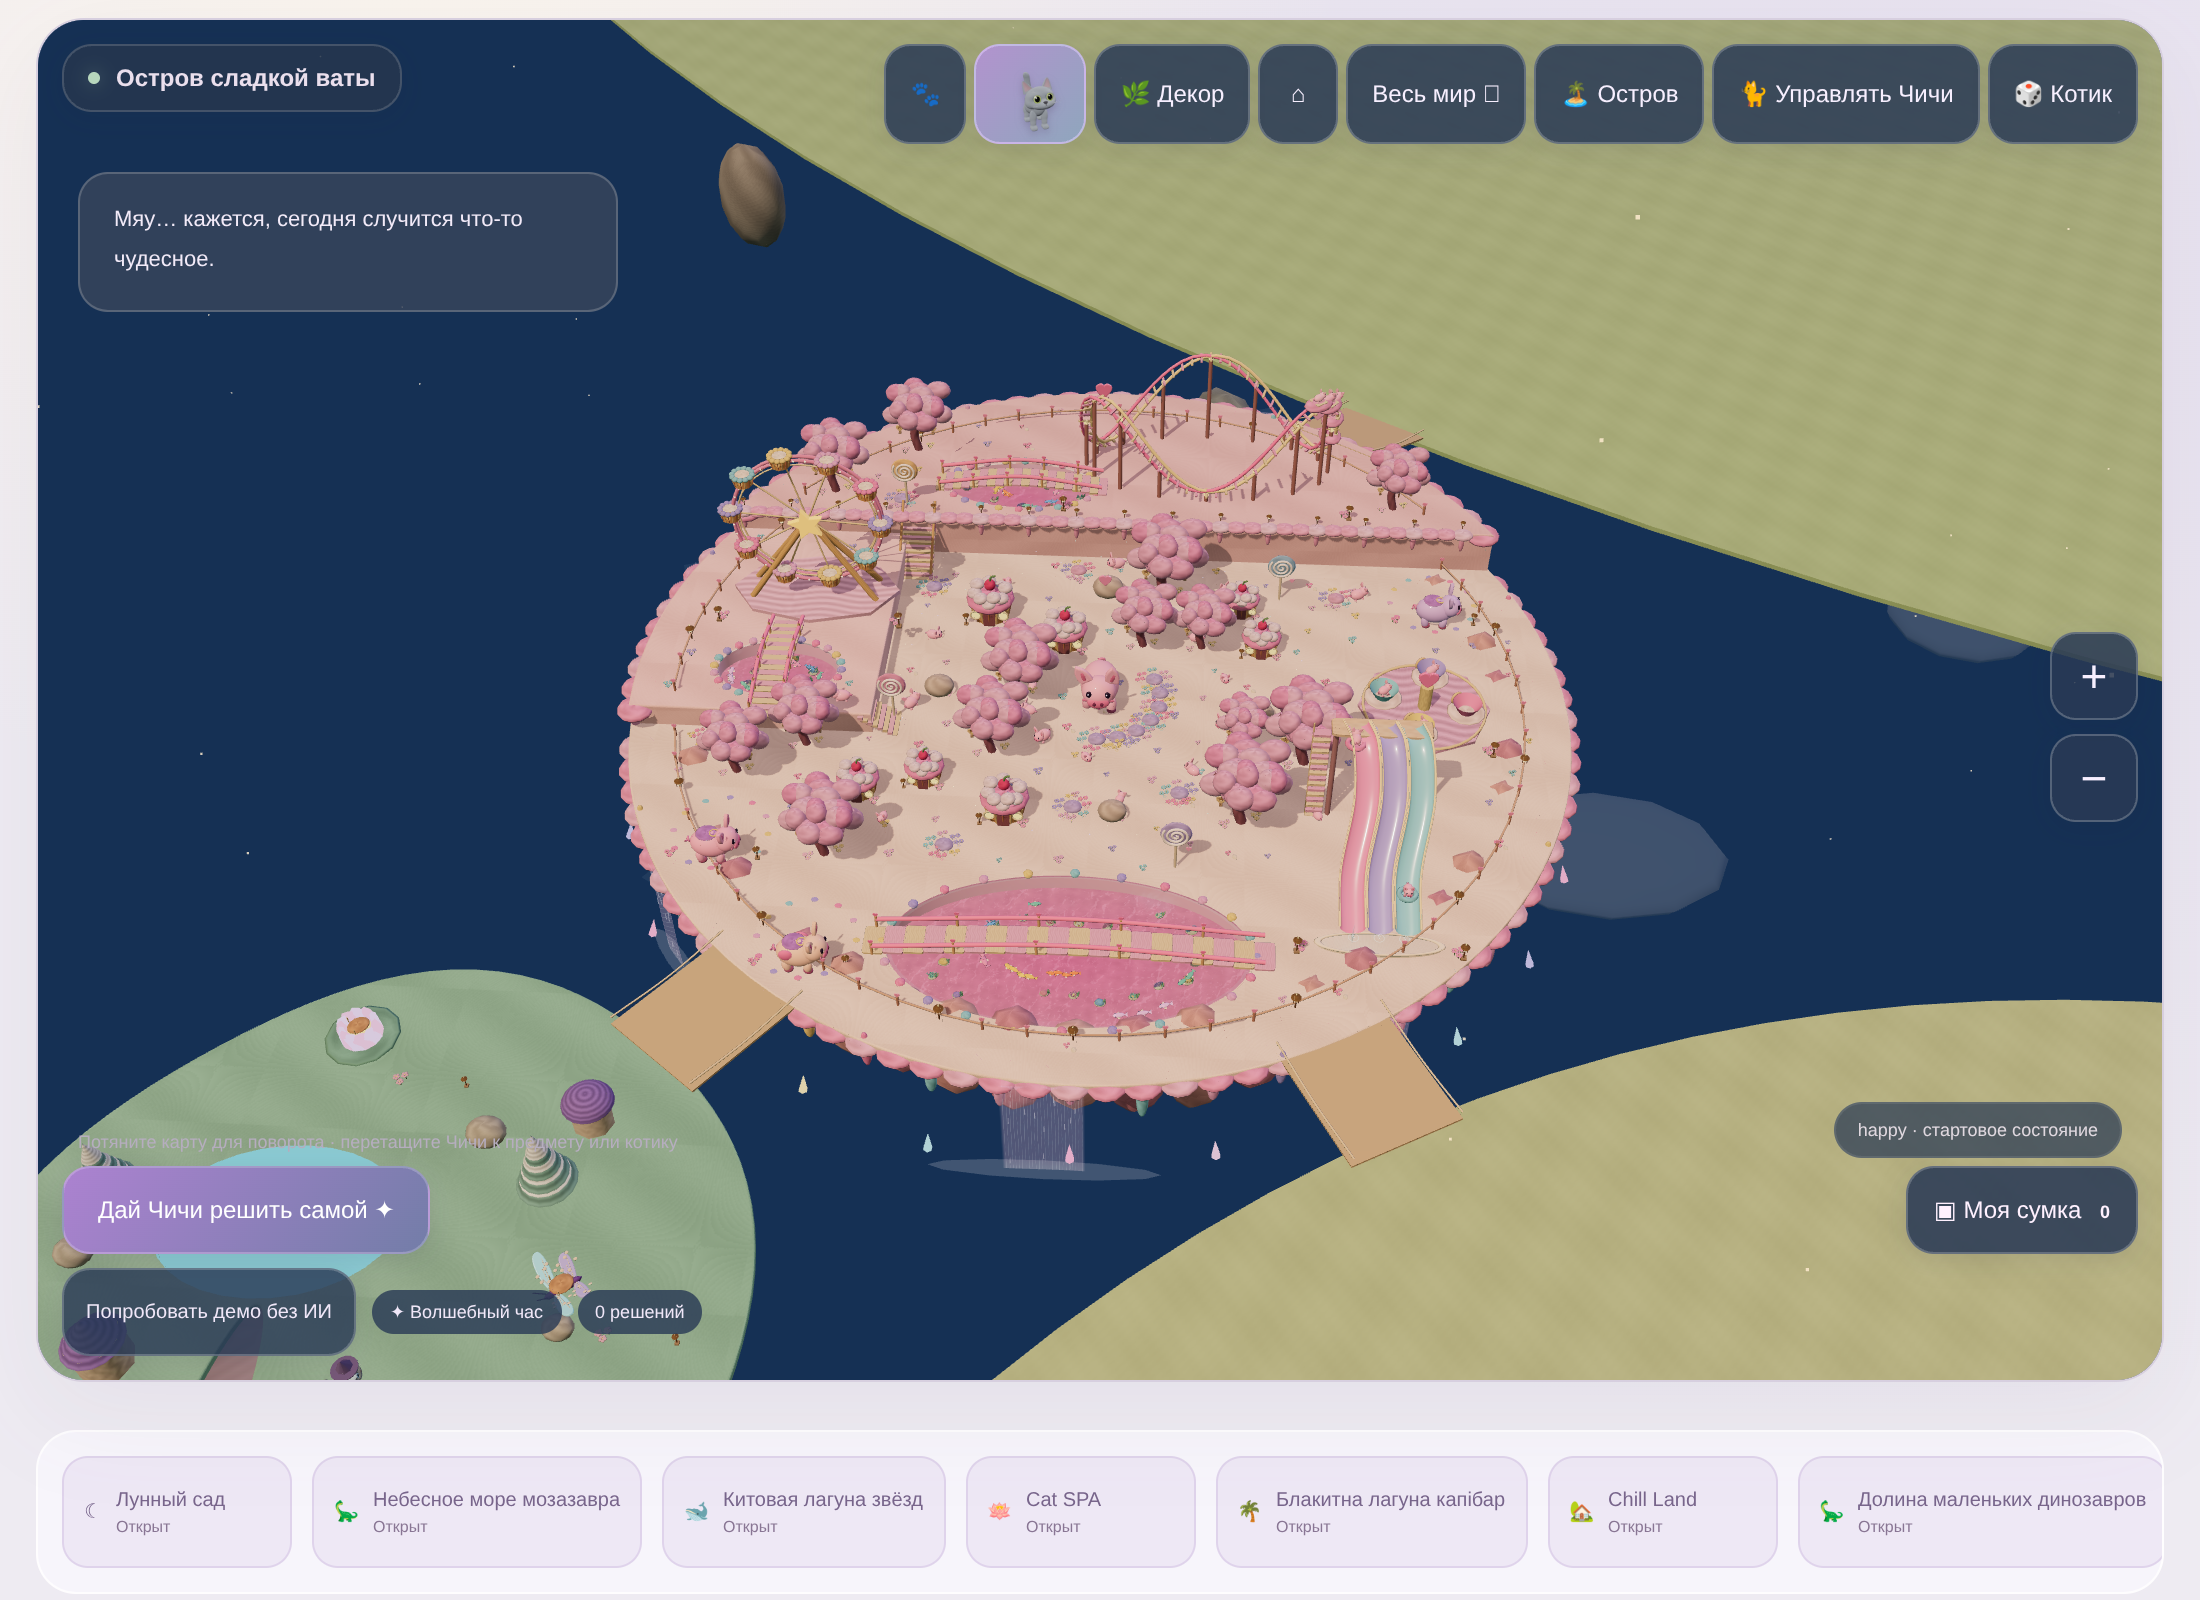 Остров сладкой ваты
Декор
⌂
Весь мир
Остров
Управлять Чичи
Котик
Мяу… кажется, сегодня случится что-то
чудесное.
+
−
Потяните карту для поворота · перетащите Чичи к предмету или котику
happy · стартовое состояние
Дай Чичи решить самой ✦
▣ Моя сумка 0
Попробовать демо без ИИ
✦ Волшебный час
0 решений
☾ Лунный сад
Открыт
Небесное море мозазавра
Открыт
Китовая лагуна звёзд
Открыт
Cat SPA
Открыт
Блакитна лагуна капібар
Открыт
Chill Land
Открыт
Долина маленьких динозавров
Открыт